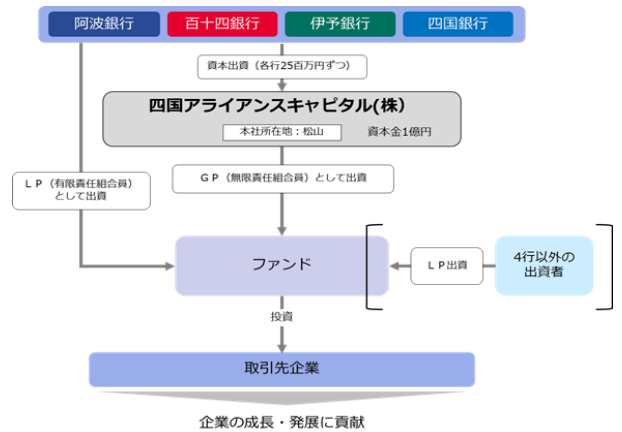 阿波銀行
百十四銀行
伊予銀行
四国銀行
資本出資（各行25百万円ずつ）
四国アライアンスキャピタル(株）
本社所在地：松山
資本金1億円
ＬＰ（有限責任組合員）
として出資
ＧＰ（無限責任組合員）として出資
ファンド
ＬＰ出資
4行以外の
出資者
投資
取引先企業
企業の成長・発展に貢献